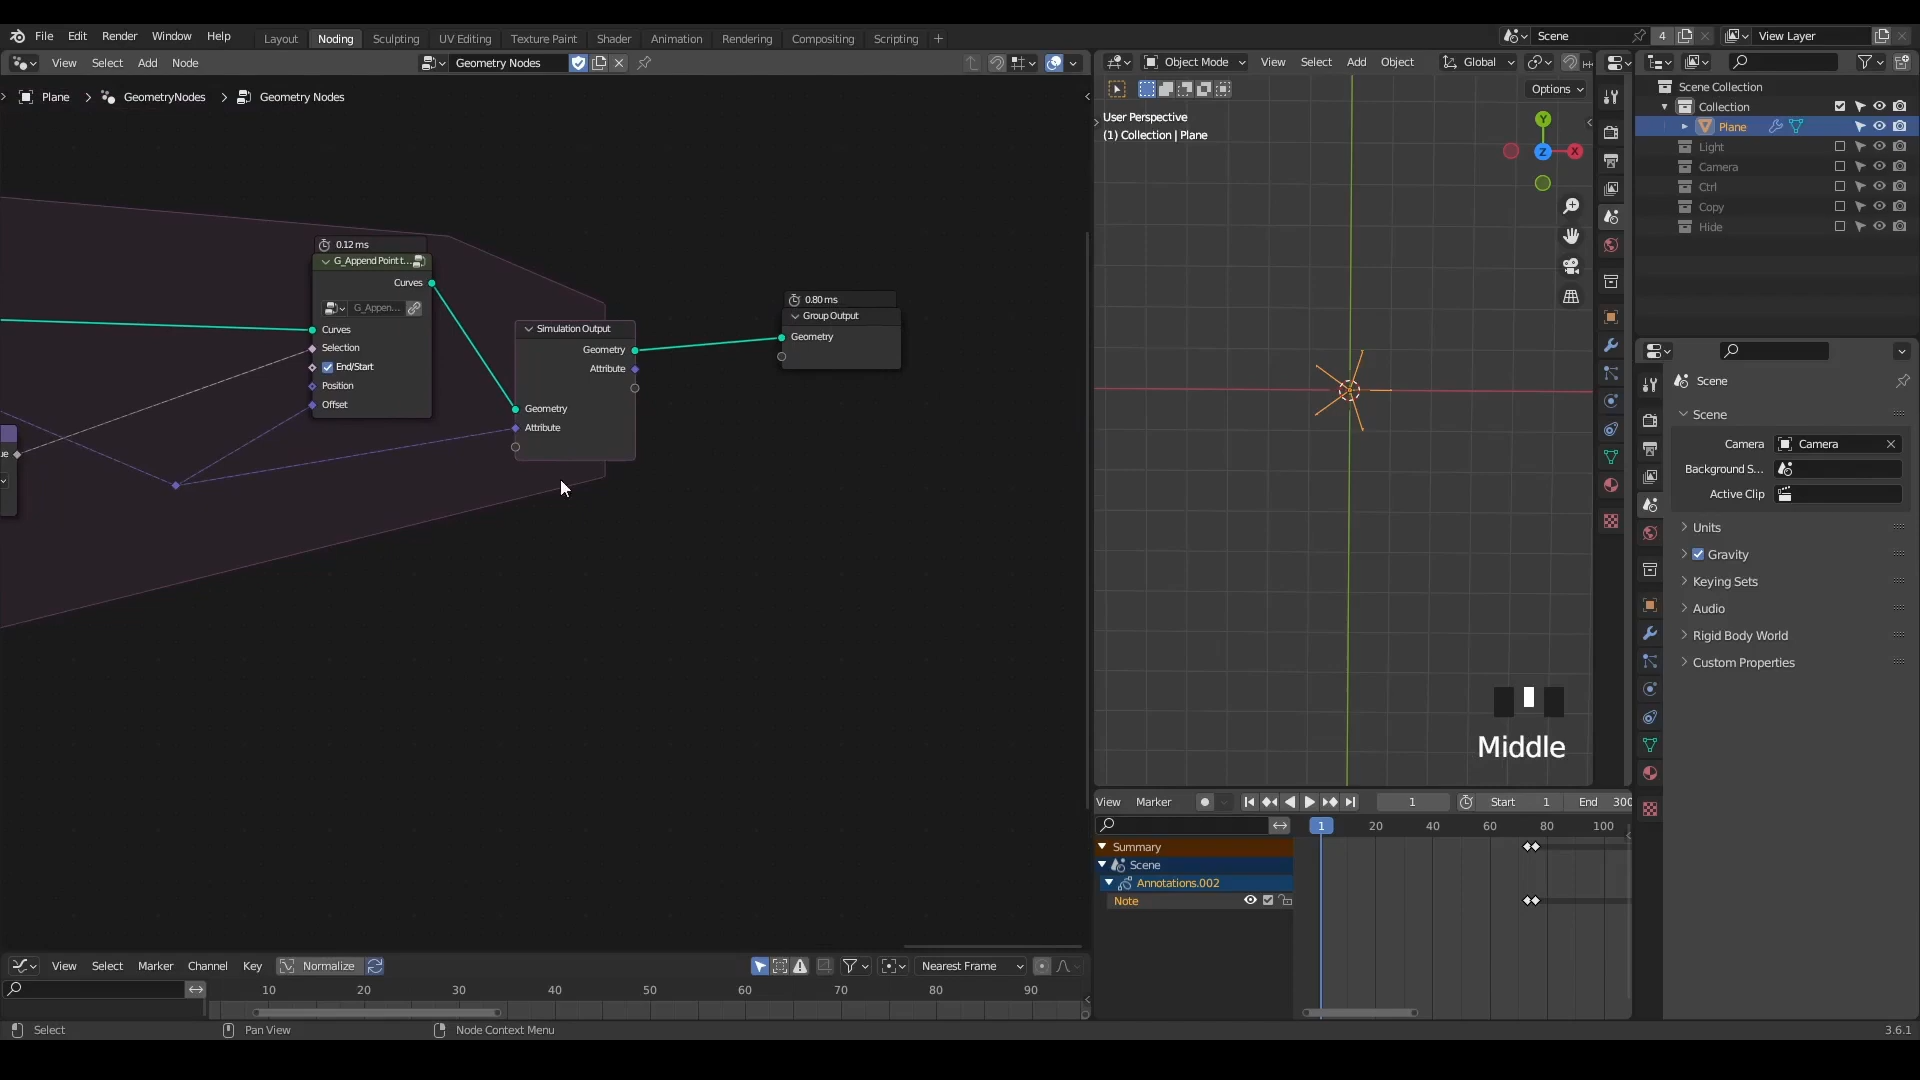 File Edit Render Window Help Layout Noding Sculpting UV Editing Texture Paint Shader Animation Rendering Compositing Scripting + Scene 4 View Layer
View Select Add Node Geometry Nodes
Plane > GeometryNodes > Geometry Nodes
0.12 ms
G_Append Point t...
Curves
G_Appen...
Curves
Selection
End/Start
Position
Offset
Simulation Output
Geometry
Attribute
Geometry
Attribute
0.80 ms
Group Output
Geometry
Object Mode View Select Add Object Global
Options
User Perspective
(1) Collection | Plane
Y
Z
X
Middle
Scene Collection
Collection
Plane
Light
Camera
Ctrl
Copy
Hide
Scene
Scene
Camera Camera
Background S...
Active Clip
Units
Gravity
Keying Sets
Audio
Rigid Body World
Custom Properties
View Marker 1 Start 1 End 300
1 20 40 60 80 100
Summary
Scene
Annotations.002
Note
View Select Marker Channel Key Normalize Nearest Frame
10 20 30 40 50 60 70 80 90
Select Pan View Node Context Menu 3.6.1